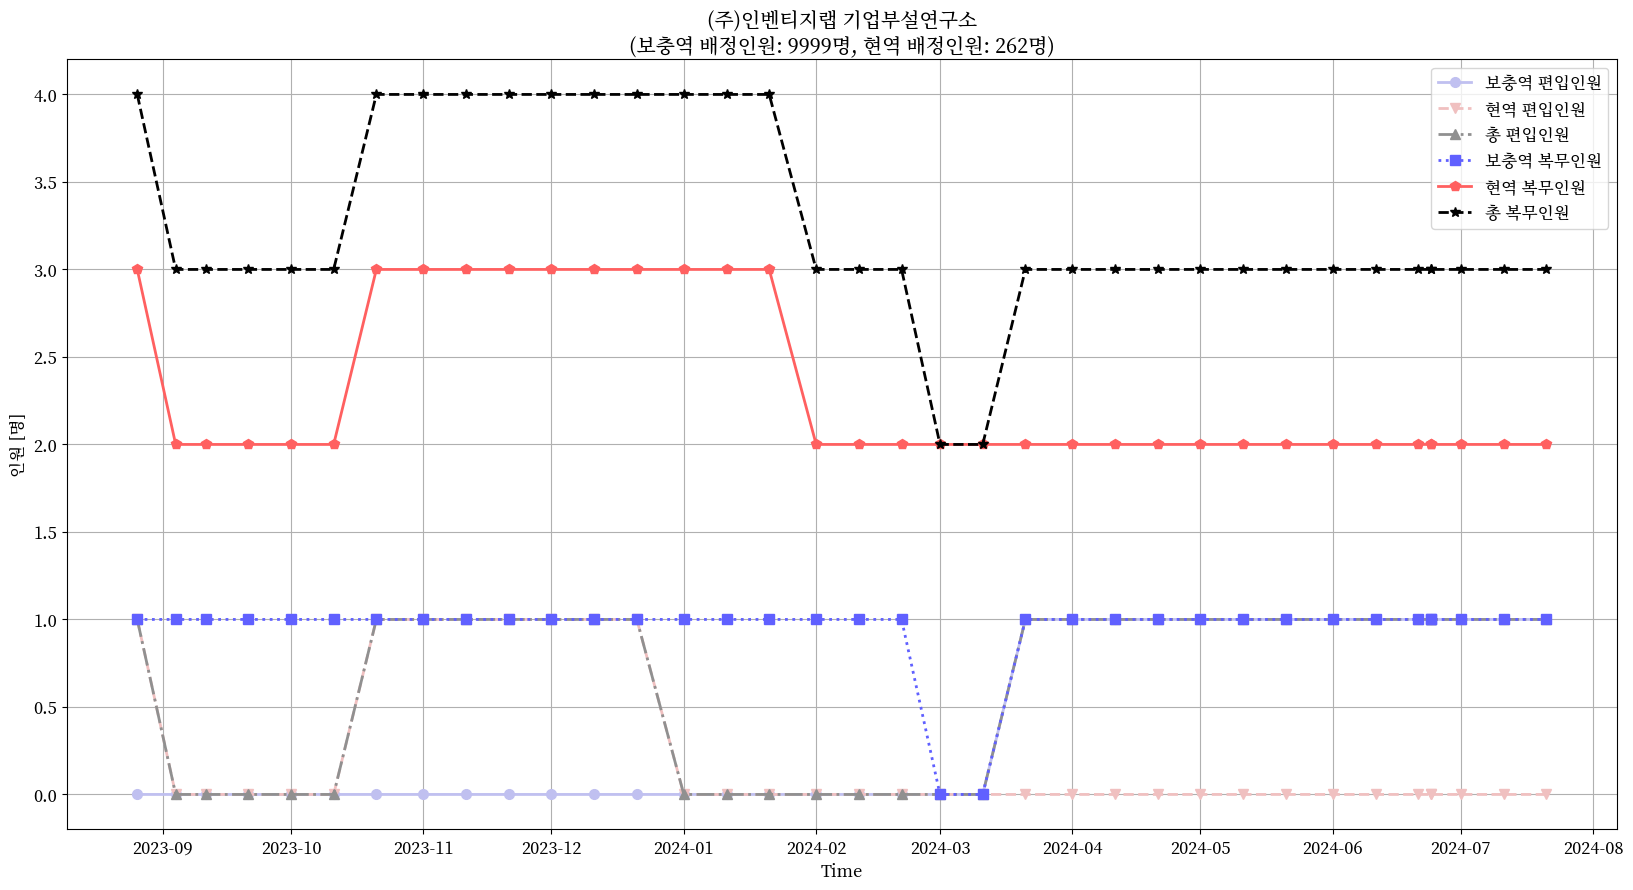 (주)인벤티지랩 기업부설연구소
(보충역 배정인원: 9999명, 현역 배정인원: 262명)
보충역 편입인원
현역 편입인원
총 편입인원
보충역 복무인원
현역 복무인원
총 복무인원
4.0
3.5
3.0
2.5
2.0
1.5
1.0
0.5
0.0
인원 [명]
2023-09 2023-10 2023-11 2023-12 2024-01 2024-02 2024-03 2024-04 2024-05 2024-06 2024-07 2024-08
Time